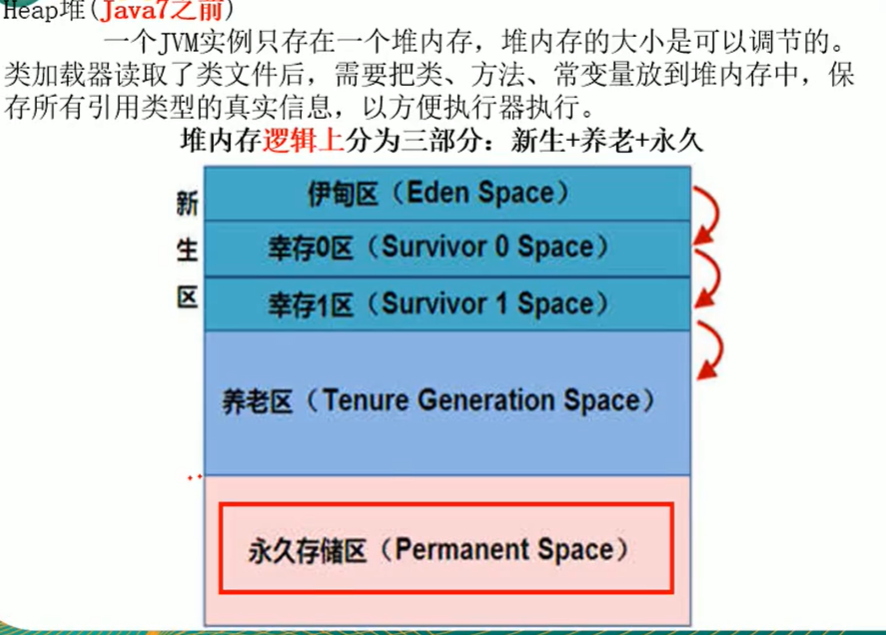 Heap堆(Java7之前)
一个JVM实例只存在一个堆内存，堆内存的大小是可以调节的。
类加载器读取了类文件后，需要把类、方法、常变量放到堆内存中，保
存所有引用类型的真实信息，以方便执行器执行。
堆内存逻辑上分为三部分：新生+养老+永久
新
生
区
伊甸区（Eden Space）
幸存0区（Survivor 0 Space）
幸存1区（Survivor 1 Space）
养老区（Tenure Generation Space）
永久存储区（Permanent Space）